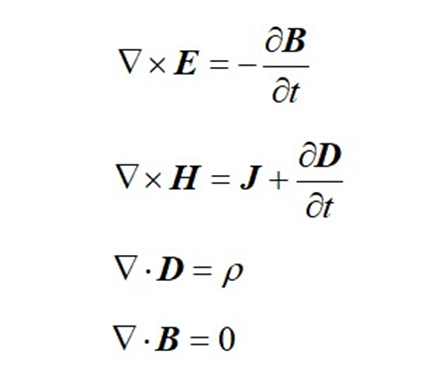 ∇ × E = −∂B/∂t
∇ × H = J + ∂D/∂t
∇ · D = ρ
∇ · B = 0